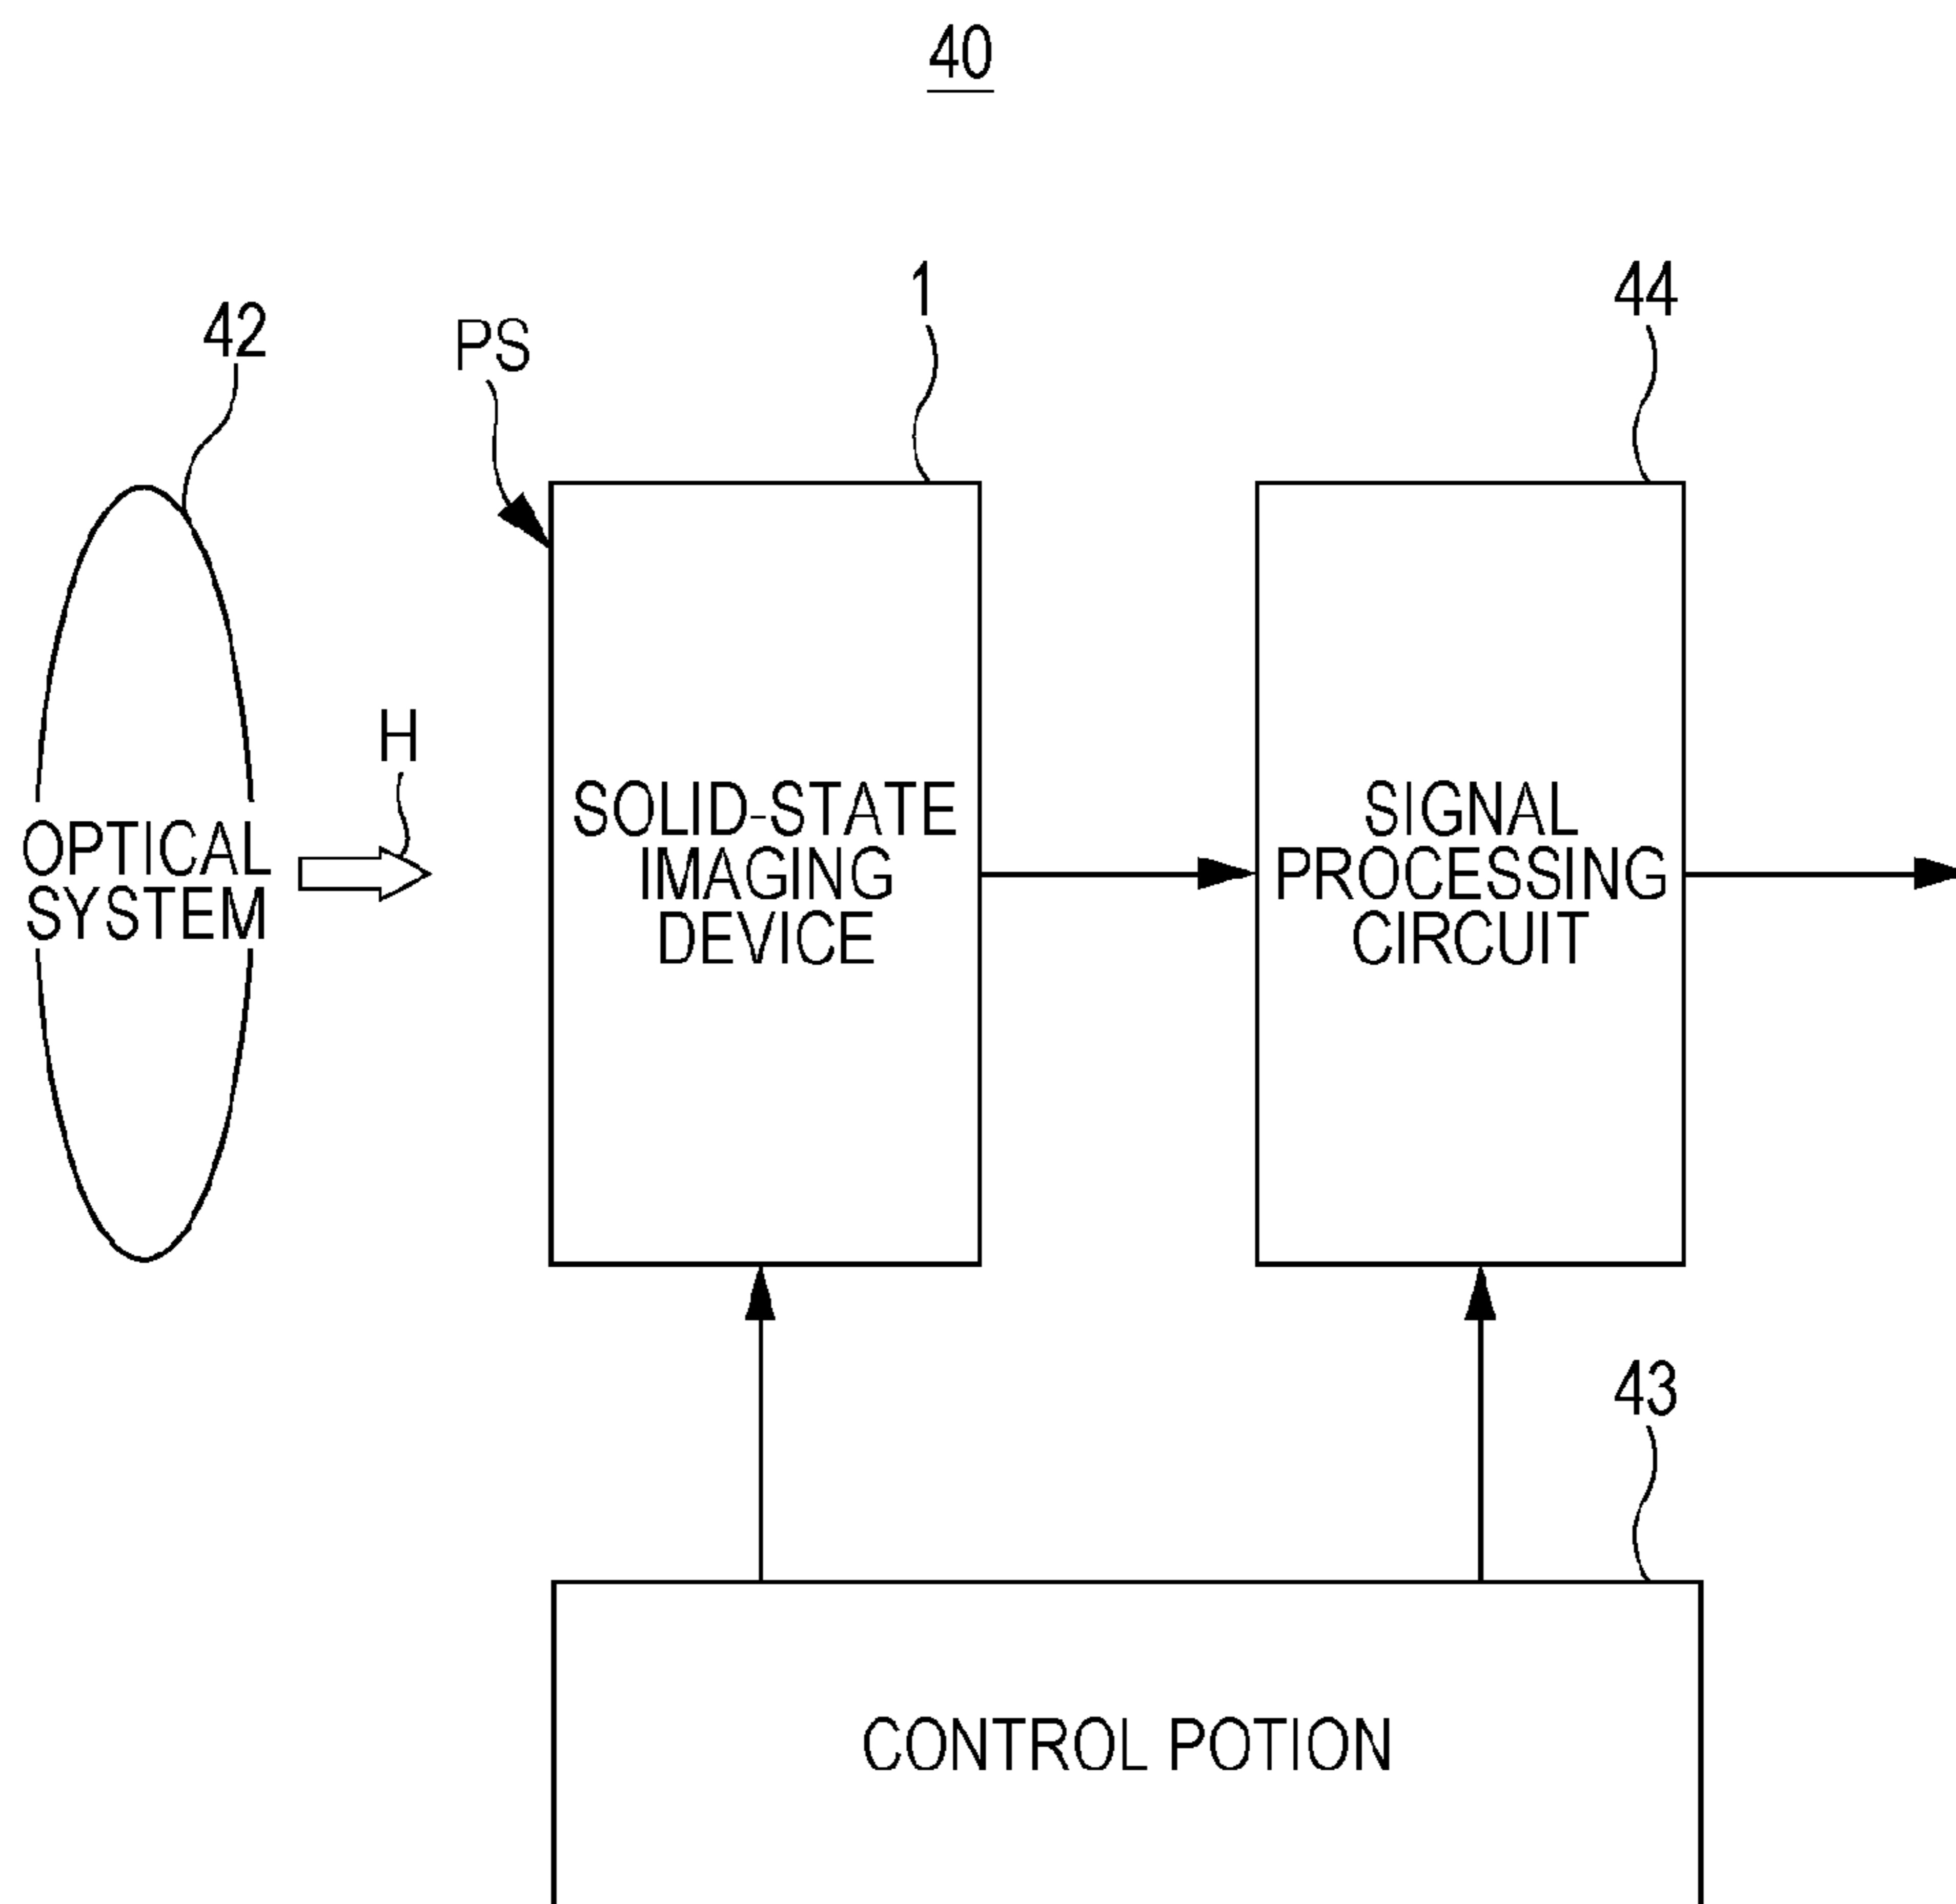 40
42
PS
1
44
H
OPTICAL
SYSTEM
SOLID-STATE
IMAGING
DEVICE
SIGNAL
PROCESSING
CIRCUIT
43
CONTROL POTION